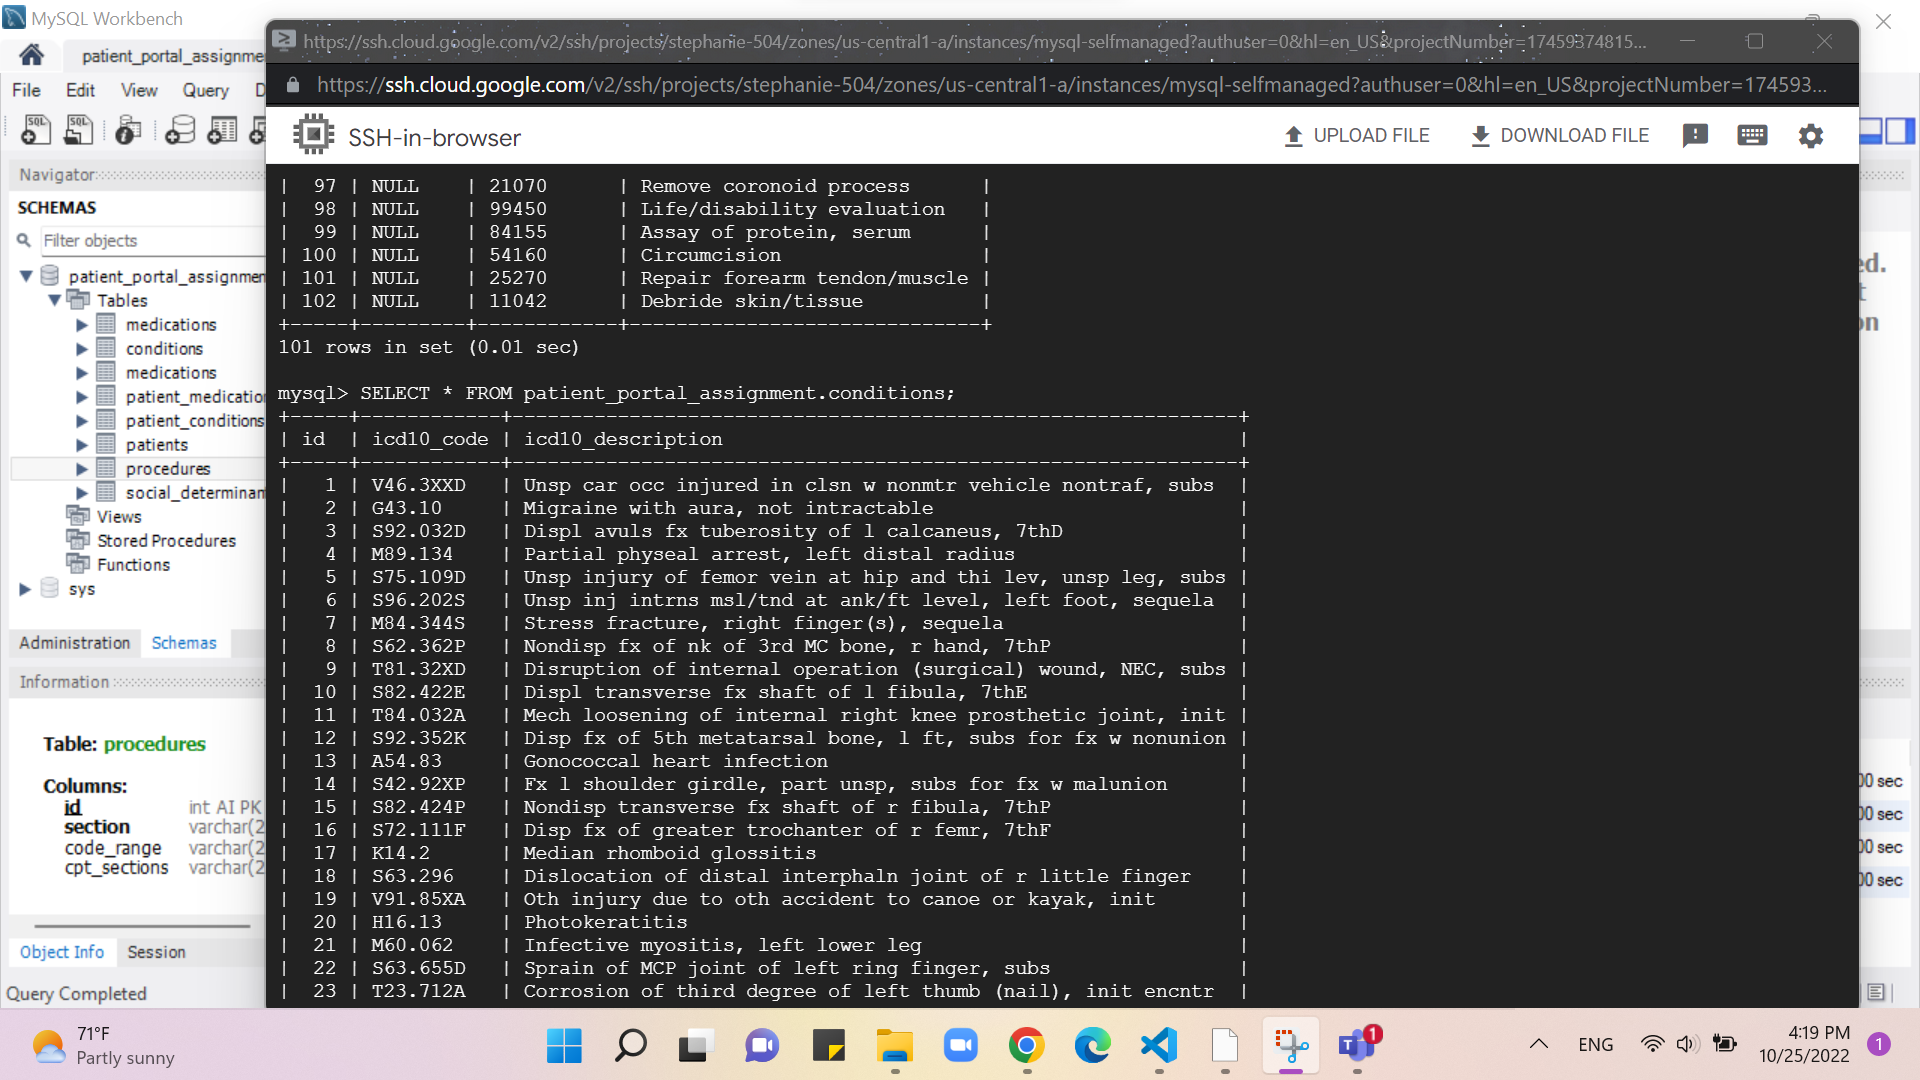 MySQL Workbench
patient_portal_assignme
File Edit View Query D
Navigator
SCHEMAS
Filter objects
patient_portal_assignmen
Tables
medications
conditions
medications
patient_medication
patient_conditions
patients
procedures
social_determinan
Views
Stored Procedures
Functions
sys
Administration Schemas
Information
Table: procedures
Columns:
id int AI PK
section varchar(2
code_range varchar(2
cpt_sections varchar(2
Object Info Session
Query Completed
https://ssh.cloud.google.com/v2/ssh/projects/stephanie-504/zones/us-central1-a/instances/mysql-selfmanaged?authuser=0&hl=en_US&projectNumber=17459374815...
https://ssh.cloud.google.com/v2/ssh/projects/stephanie-504/zones/us-central1-a/instances/mysql-selfmanaged?authuser=0&hl=en_US&projectNumber=174593...
SSH-in-browser
UPLOAD FILE DOWNLOAD FILE
| 97 | NULL | 21070 | Remove coronoid process |
| 98 | NULL | 99450 | Life/disability evaluation |
| 99 | NULL | 84155 | Assay of protein, serum |
| 100 | NULL | 54160 | Circumcision |
| 101 | NULL | 25270 | Repair forearm tendon/muscle |
| 102 | NULL | 11042 | Debride skin/tissue |
101 rows in set (0.01 sec)
mysql> SELECT * FROM patient_portal_assignment.conditions;
| id | icd10_code | icd10_description |
| 1 | V46.3XXD | Unsp car occ injured in clsn w nonmtr vehicle nontraf, subs |
| 2 | G43.10 | Migraine with aura, not intractable |
| 3 | S92.032D | Displ avuls fx tuberosity of l calcaneus, 7thD |
| 4 | M89.134 | Partial physeal arrest, left distal radius |
| 5 | S75.109D | Unsp injury of femor vein at hip and thi lev, unsp leg, subs |
| 6 | S96.202S | Unsp inj intrns msl/tnd at ank/ft level, left foot, sequela |
| 7 | M84.344S | Stress fracture, right finger(s), sequela |
| 8 | S62.362P | Nondisp fx of nk of 3rd MC bone, r hand, 7thP |
| 9 | T81.32XD | Disruption of internal operation (surgical) wound, NEC, subs |
| 10 | S82.422E | Displ transverse fx shaft of l fibula, 7thE |
| 11 | T84.032A | Mech loosening of internal right knee prosthetic joint, init |
| 12 | S92.352K | Disp fx of 5th metatarsal bone, l ft, subs for fx w nonunion |
| 13 | A54.83 | Gonococcal heart infection |
| 14 | S42.92XP | Fx l shoulder girdle, part unsp, subs for fx w malunion |
| 15 | S82.424P | Nondisp transverse fx shaft of r fibula, 7thP |
| 16 | S72.111F | Disp fx of greater trochanter of r femr, 7thF |
| 17 | K14.2 | Median rhomboid glossitis |
| 18 | S63.296 | Dislocation of distal interphaln joint of r little finger |
| 19 | V91.85XA | Oth injury due to oth accident to canoe or kayak, init |
| 20 | H16.13 | Photokeratitis |
| 21 | M60.062 | Infective myositis, left lower leg |
| 22 | S63.655D | Sprain of MCP joint of left ring finger, subs |
| 23 | T23.712A | Corrosion of third degree of left thumb (nail), init encntr |
ed.
t
on
00 sec
00 sec
00 sec
00 sec
71°F
Partly sunny
1
ENG
4:19 PM
10/25/2022
1